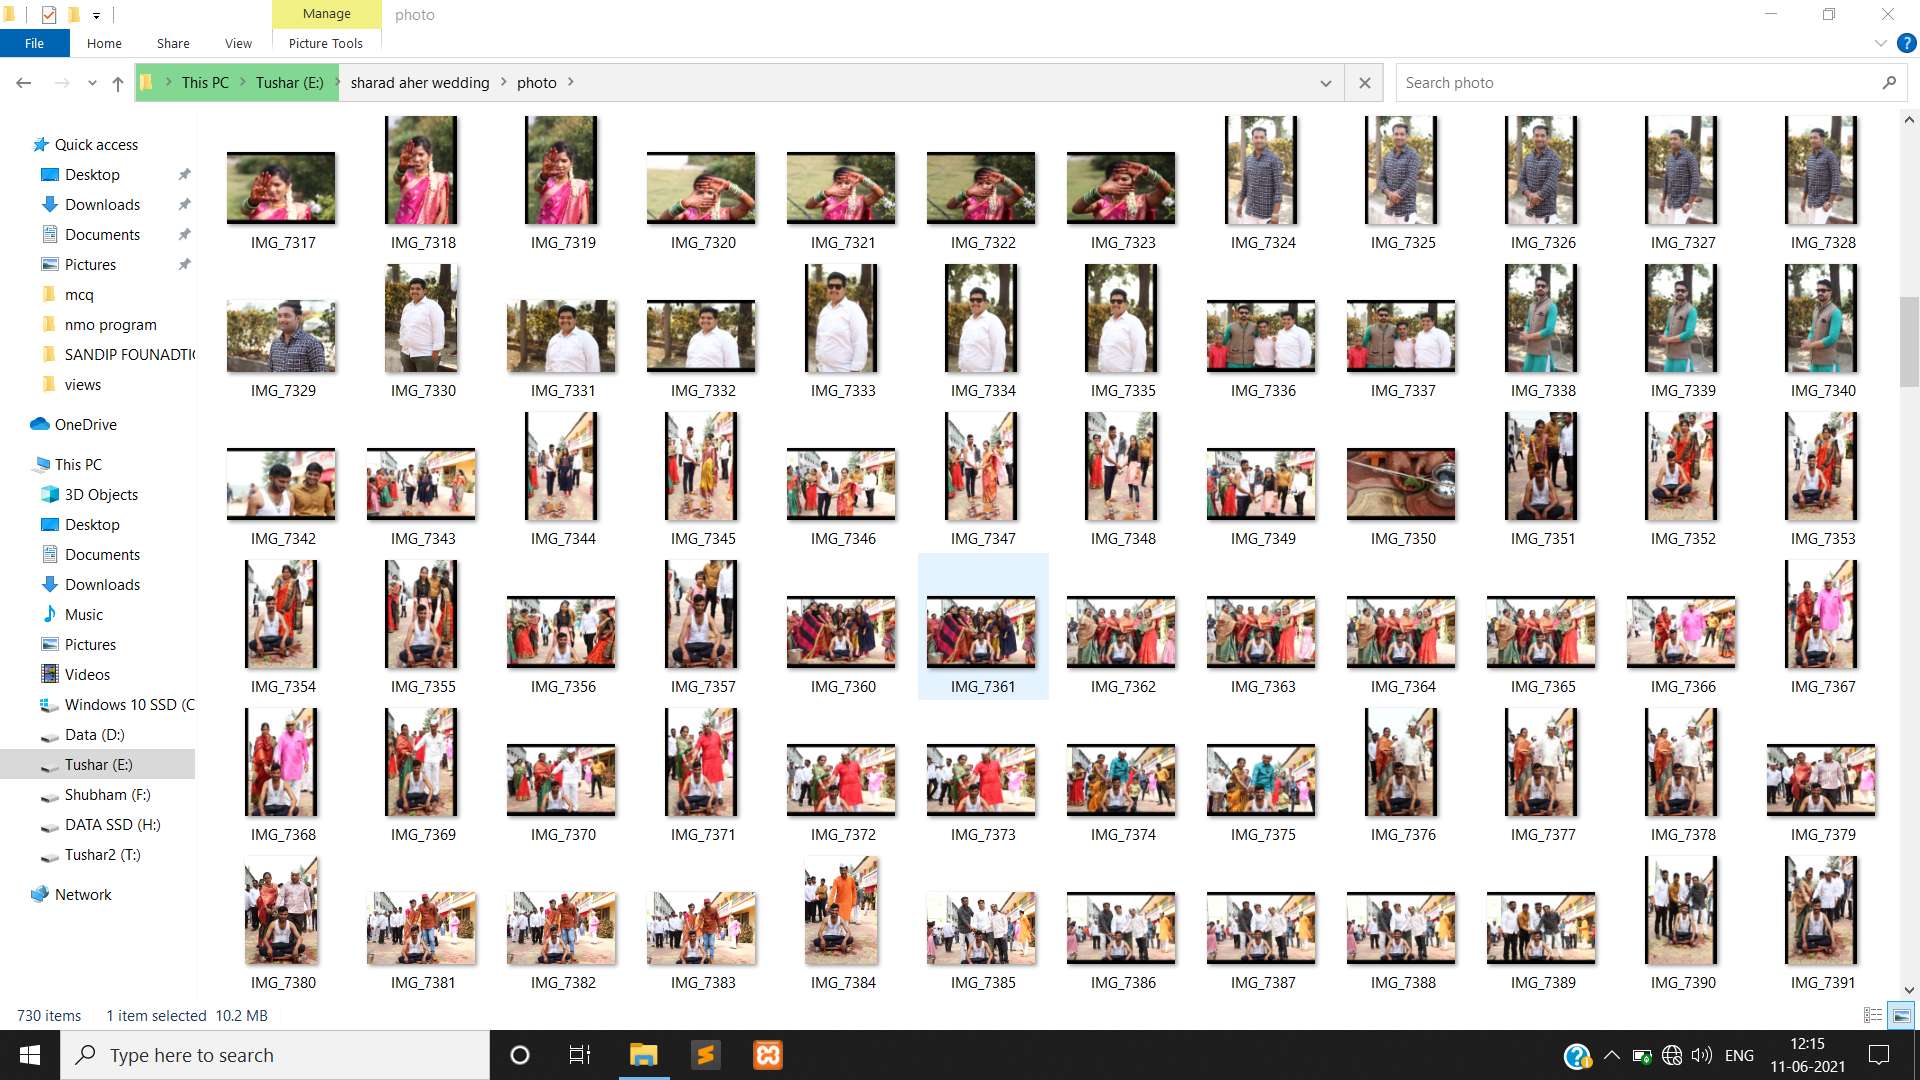 Manage
photo
File
Home
Share
View
Picture Tools
This PC
Tushar (E:)
sharad aher wedding
photo
Search photo
Quick access
Desktop
Downloads
Documents
Pictures
mcq
nmo program
SANDIP FOUNADTI
views
OneDrive
This PC
3D Objects
Desktop
Documents
Downloads
Music
Pictures
Videos
Windows 10 SSD (C
Data (D:)
Tushar (E:)
Shubham (F:)
DATA SSD (H:)
Tushar2 (T:)
Network
IMG_7317 IMG_7318 IMG_7319 IMG_7320 IMG_7321 IMG_7322 IMG_7323 IMG_7324 IMG_7325 IMG_7326 IMG_7327 IMG_7328
IMG_7329 IMG_7330 IMG_7331 IMG_7332 IMG_7333 IMG_7334 IMG_7335 IMG_7336 IMG_7337 IMG_7338 IMG_7339 IMG_7340
IMG_7342 IMG_7343 IMG_7344 IMG_7345 IMG_7346 IMG_7347 IMG_7348 IMG_7349 IMG_7350 IMG_7351 IMG_7352 IMG_7353
IMG_7354 IMG_7355 IMG_7356 IMG_7357 IMG_7360 IMG_7361 IMG_7362 IMG_7363 IMG_7364 IMG_7365 IMG_7366 IMG_7367
IMG_7368 IMG_7369 IMG_7370 IMG_7371 IMG_7372 IMG_7373 IMG_7374 IMG_7375 IMG_7376 IMG_7377 IMG_7378 IMG_7379
IMG_7380 IMG_7381 IMG_7382 IMG_7383 IMG_7384 IMG_7385 IMG_7386 IMG_7387 IMG_7388 IMG_7389 IMG_7390 IMG_7391
730 items
1 item selected 10.2 MB
Type here to search
ENG
12:15
11-06-2021